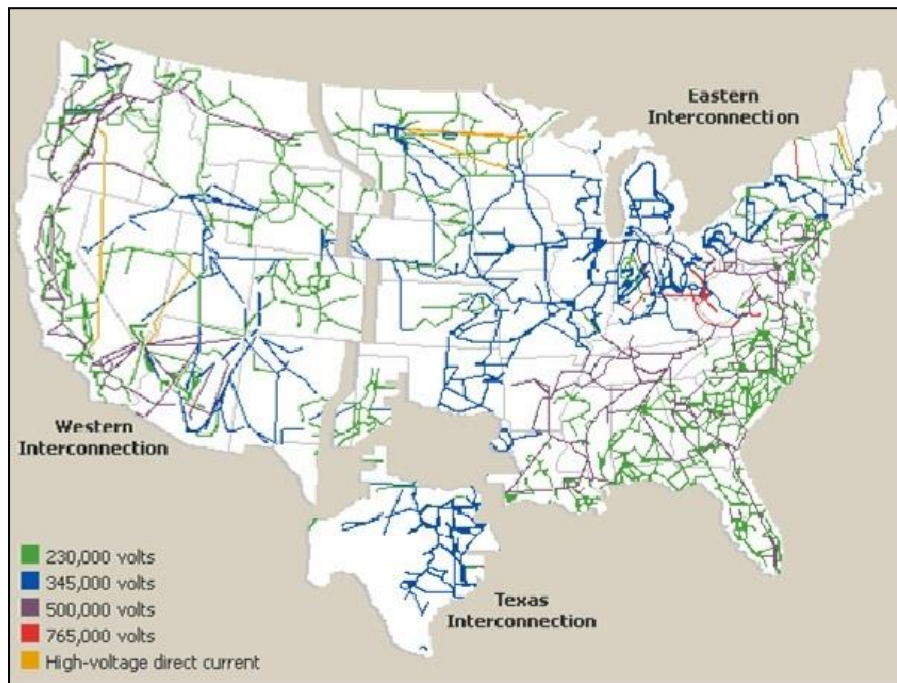 Eastern
Interconnection
Western
Interconnection
Texas
Interconnection
230,000 volts
345,000 volts
500,000 volts
765,000 volts
High-voltage direct current